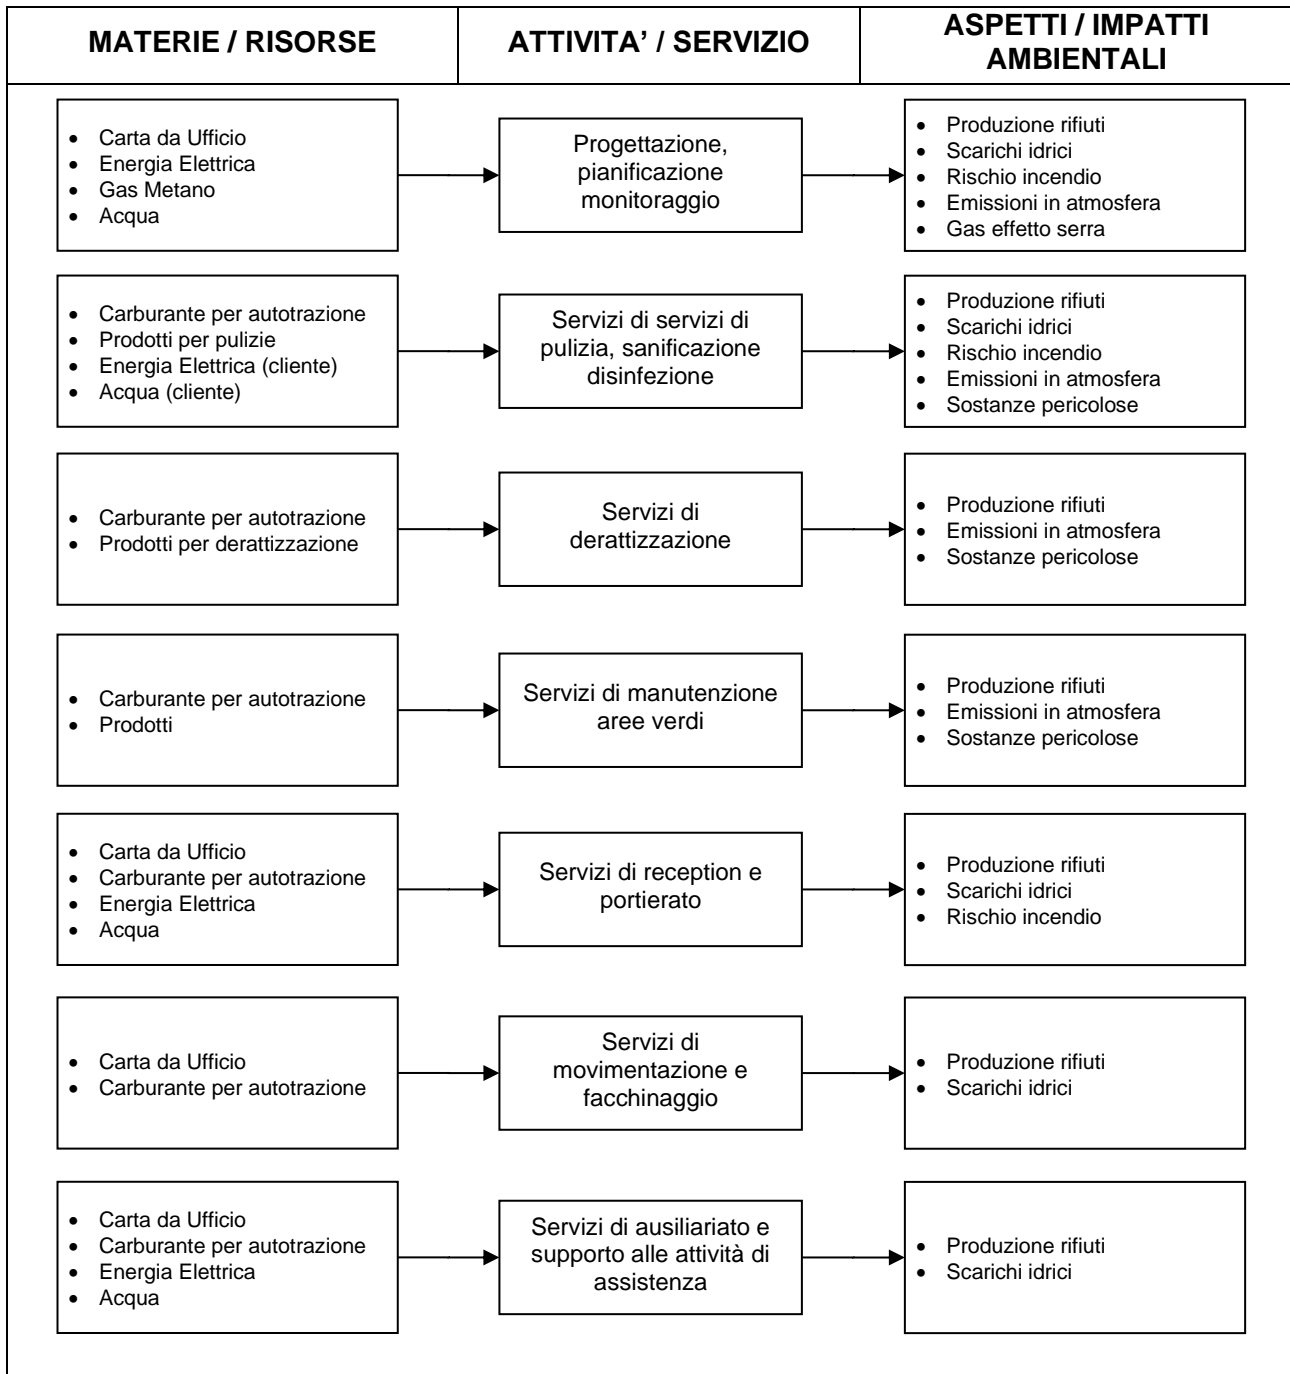 MATERIE / RISORSE
ATTIVITA’ / SERVIZIO
ASPETTI / IMPATTI
AMBIENTALI
• Carta da Ufficio
• Energia Elettrica
• Gas Metano
• Acqua
Progettazione,
pianificazione
monitoraggio
• Produzione rifiuti
• Scarichi idrici
• Rischio incendio
• Emissioni in atmosfera
• Gas effetto serra
• Carburante per autotrazione
• Prodotti per pulizie
• Energia Elettrica (cliente)
• Acqua (cliente)
Servizi di servizi di
pulizia, sanificazione
disinfezione
• Produzione rifiuti
• Scarichi idrici
• Rischio incendio
• Emissioni in atmosfera
• Sostanze pericolose
• Carburante per autotrazione
• Prodotti per derattizzazione
Servizi di
derattizzazione
• Produzione rifiuti
• Emissioni in atmosfera
• Sostanze pericolose
• Carburante per autotrazione
• Prodotti
Servizi di manutenzione
aree verdi
• Produzione rifiuti
• Emissioni in atmosfera
• Sostanze pericolose
• Carta da Ufficio
• Carburante per autotrazione
• Energia Elettrica
• Acqua
Servizi di reception e
portierato
• Produzione rifiuti
• Scarichi idrici
• Rischio incendio
• Carta da Ufficio
• Carburante per autotrazione
Servizi di
movimentazione e
facchinaggio
• Produzione rifiuti
• Scarichi idrici
• Carta da Ufficio
• Carburante per autotrazione
• Energia Elettrica
• Acqua
Servizi di ausiliariato e
supporto alle attività di
assistenza
• Produzione rifiuti
• Scarichi idrici